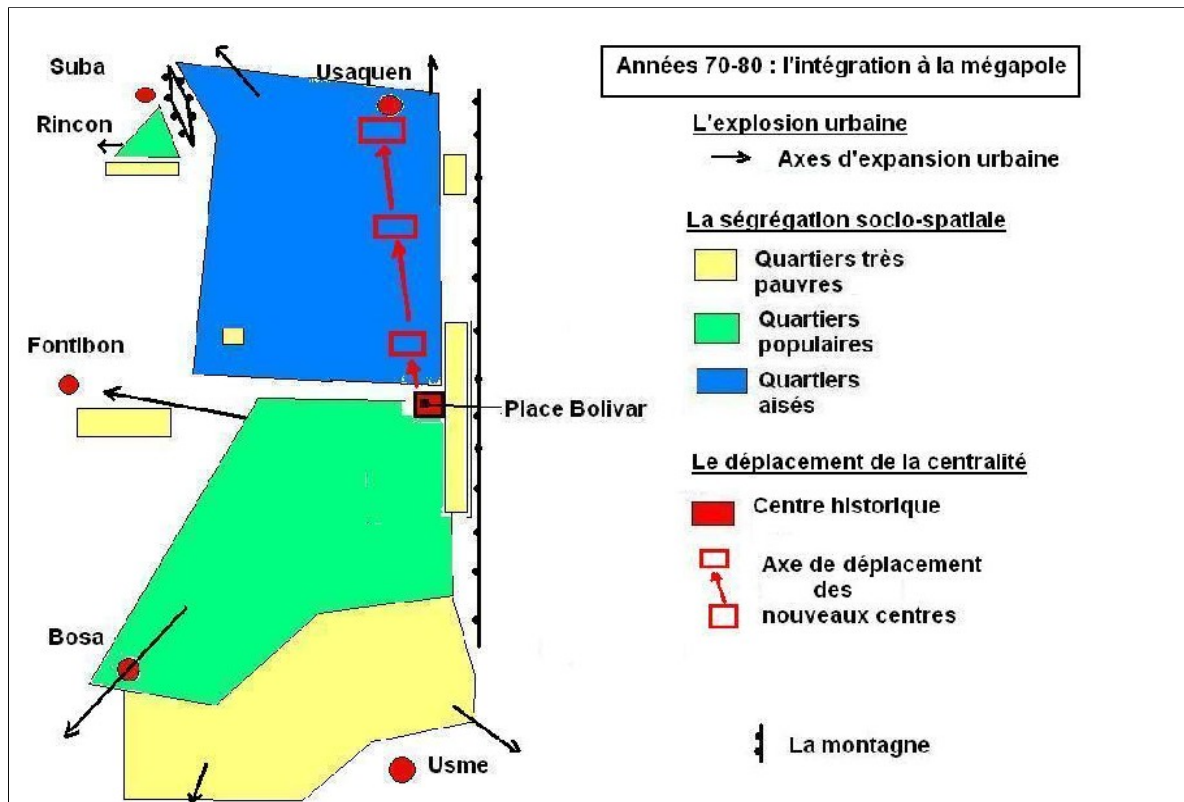 Années 70-80 : l'intégration à la mégapole
Suba
Usaquen
Rincon
Fontibon
Place Bolivar
Bosa
Usme
L'explosion urbaine
Axes d'expansion urbaine
La ségrégation socio-spatiale
Quartiers très
pauvres
Quartiers
populaires
Quartiers
aisés
Le déplacement de la centralité
Centre historique
Axe de déplacement
des
nouveaux centres
La montagne